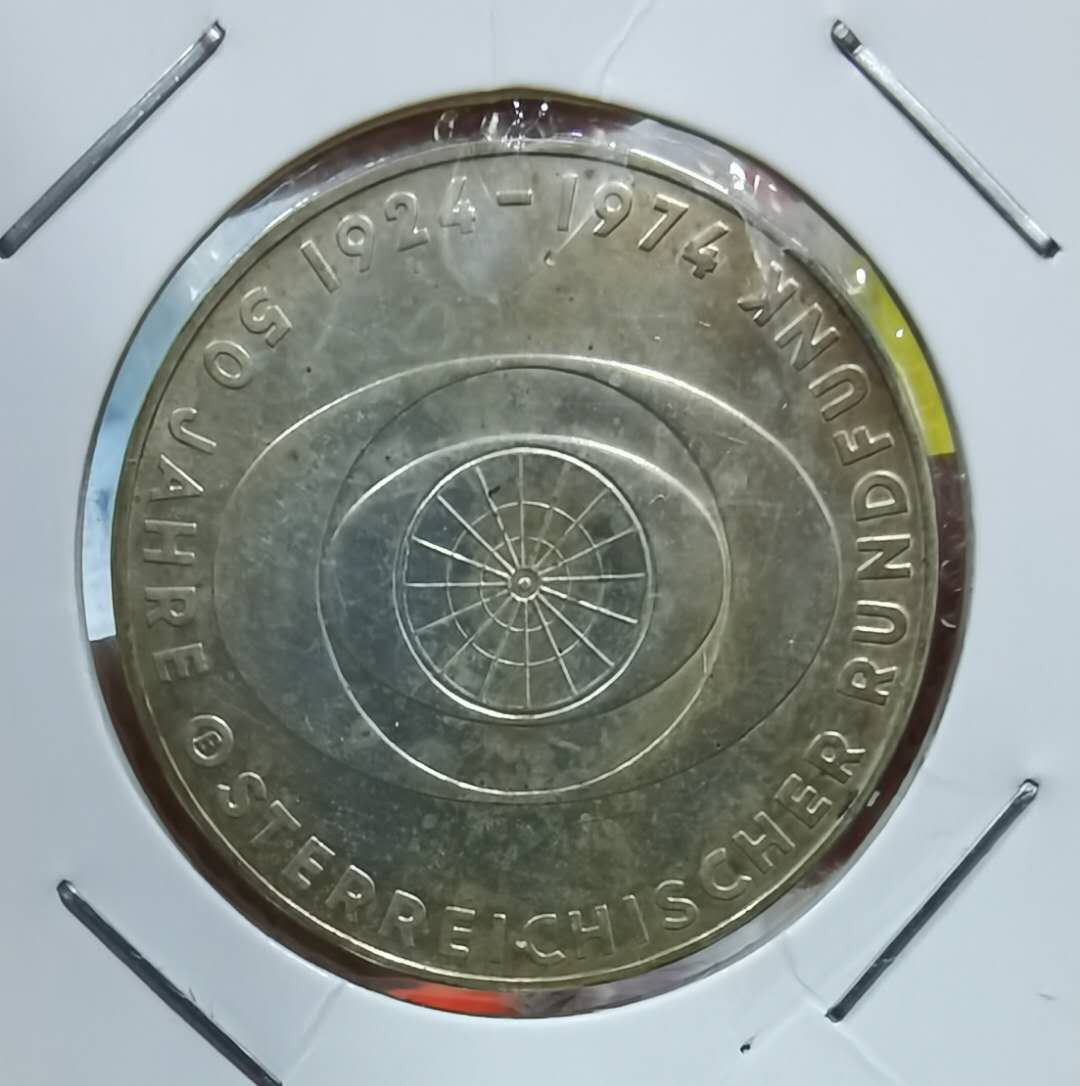 50 JAHRE ÖSTERREICHISCHER RUNDFUNK
1924-1974